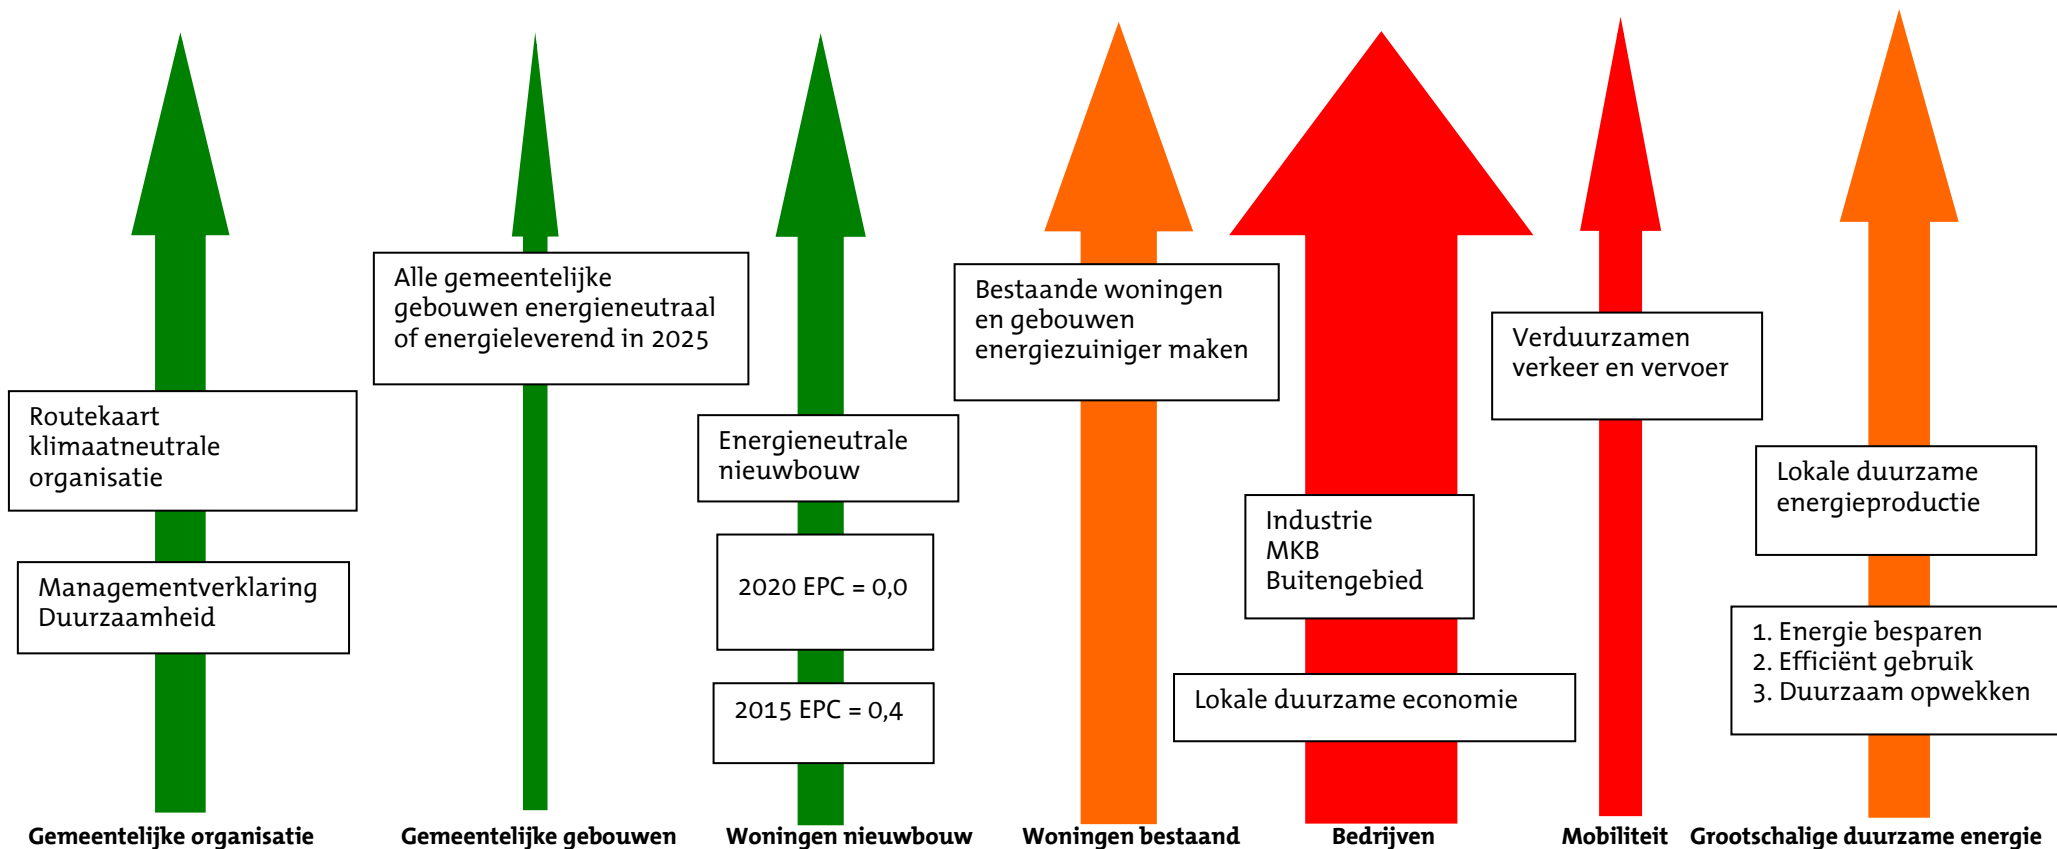 Routekaart
klimaatneutrale
organisatie
Managementverklaring
Duurzaamheid
Gemeentelijke organisatie
Alle gemeentelijke
gebouwen energieneutraal
of energieleverend in 2025
Gemeentelijke gebouwen
Energieneutrale
nieuwbouw
2020 EPC = 0,0
2015 EPC = 0,4
Woningen nieuwbouw
Bestaande woningen
en gebouwen
energiezuiniger maken
Woningen bestaand
Industrie
MKB
Buitengebied
Lokale duurzame economie
Bedrijven
Verduurzamen
verkeer en vervoer
Mobiliteit
Lokale duurzame
energieproductie
1. Energie besparen
2. Efficiënt gebruik
3. Duurzaam opwekken
Grootschalige duurzame energie